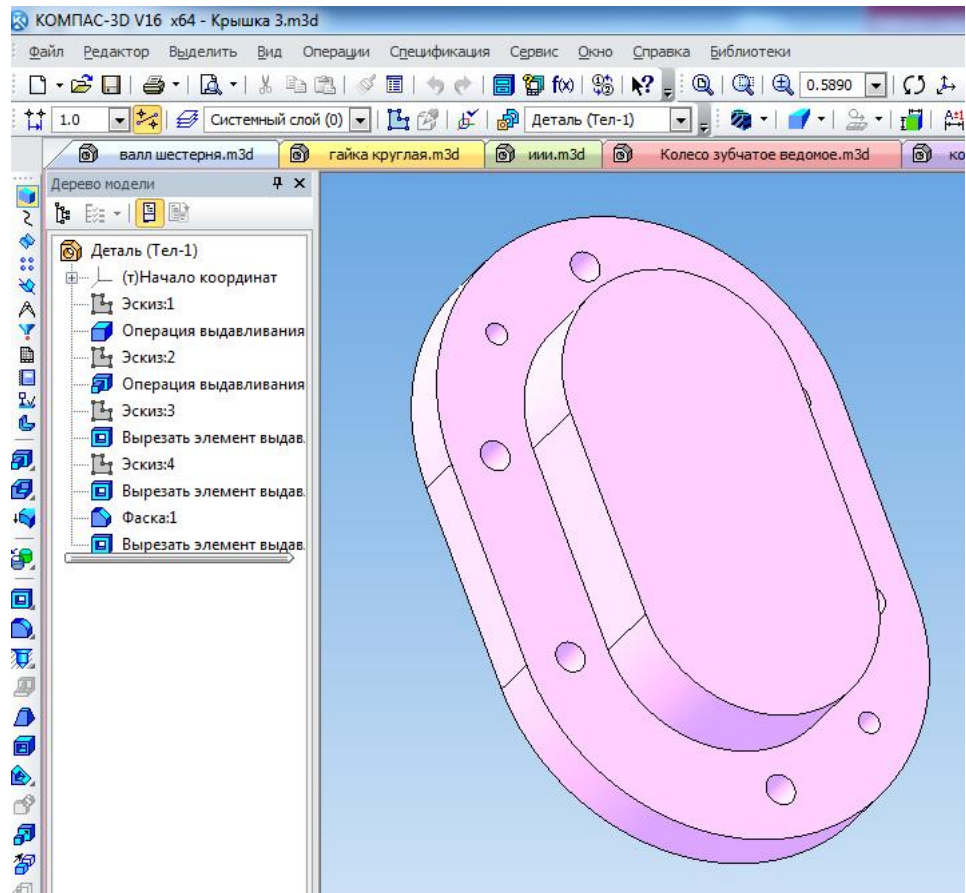 КОМПАС-3D V16 x64 - Крышка 3.m3d
Файл Редактор Выделить Вид Операции Спецификация Сервис Окно Справка Библиотеки
f(x) 0.5890
1.0 Системный слой (0) Деталь (Тел-1)
валл шестерня.m3d гайка круглая.m3d иии.m3d Колесо зубчатое ведомое.m3d ко
Дерево модели
Деталь (Тел-1)
(т)Начало координат
Эскиз:1
Операция выдавливания
Эскиз:2
Операция выдавливания
Эскиз:3
Вырезать элемент выдав
Эскиз:4
Вырезать элемент выдав
Фаска:1
Вырезать элемент выдав